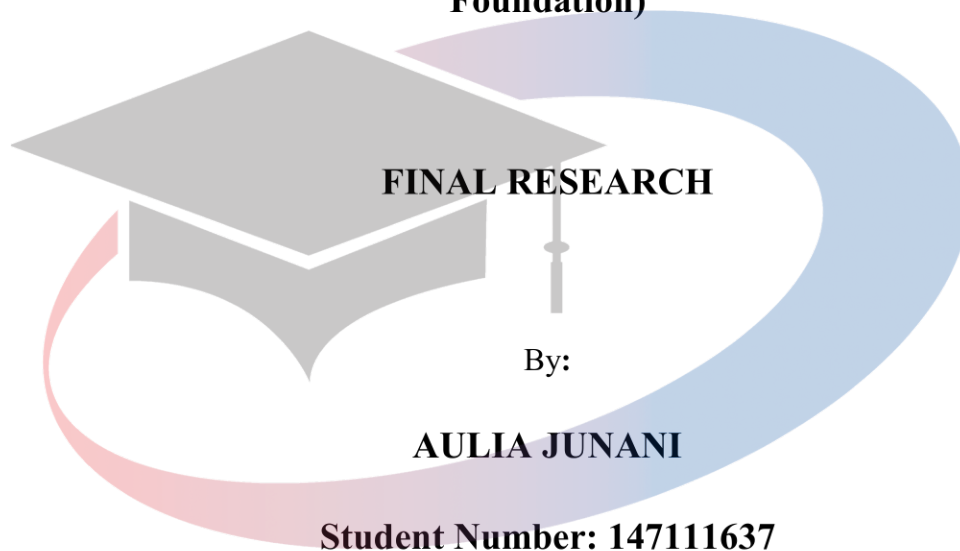 Foundation)
FINAL RESEARCH
By:
AULIA JUNANI
Student Number: 147111637